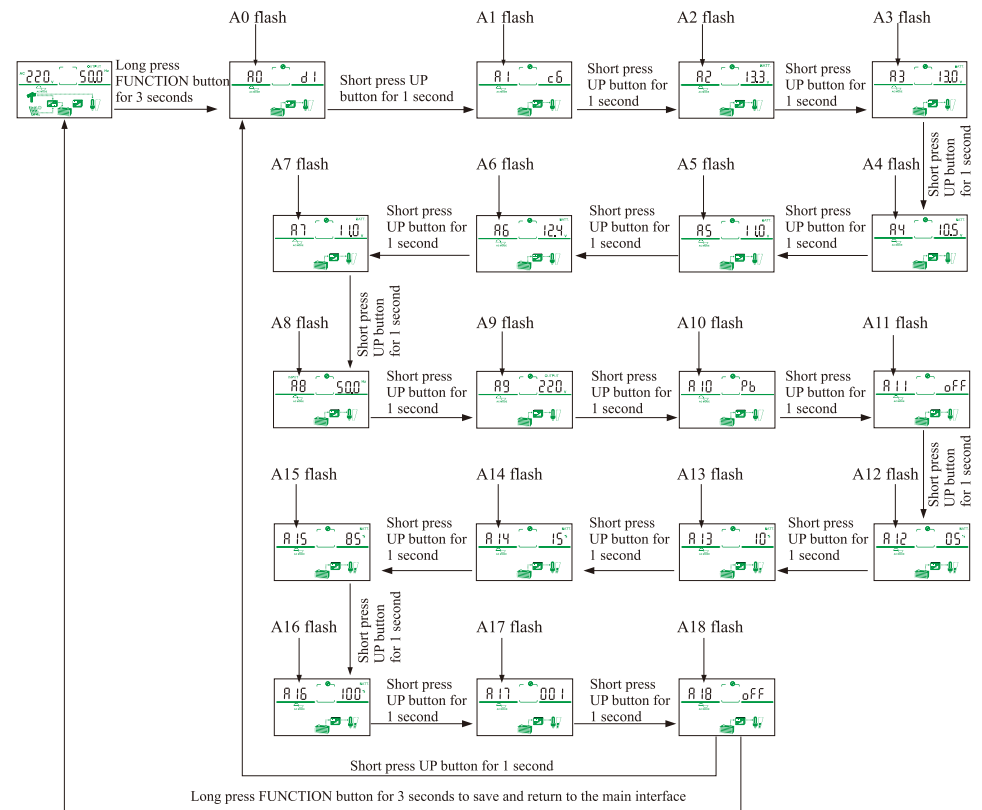 A0 flash
A1 flash
A2 flash
A3 flash
Long press
FUNCTION button
for 3 seconds
220 50.0
A0 d1
Short press UP
button for 1 second
A1 c6
Short press
UP button for
1 second
A2 13.3
Short press
UP button for
1 second
A3 13.0
Short press
UP button
for 1 second
A7 flash
A6 flash
A5 flash
A4 flash
A7 11.0
Short press
UP button for
1 second
A6 12.4
Short press
UP button for
1 second
A5 11.0
Short press
UP button for
1 second
A4 10.5
Short press
UP button
for 1 second
A8 flash
A9 flash
A10 flash
A11 flash
A8 50.0
Short press
UP button for
1 second
A9 220
Short press
UP button for
1 second
A10 Pb
Short press
UP button for
1 second
A11 oFF
Short press
UP button
for 1 second
A15 flash
A14 flash
A13 flash
A12 flash
A15 85
Short press
UP button for
1 second
A14 15
Short press
UP button for
1 second
A13 10
Short press
UP button for
1 second
A12 05
Short press
UP button
for 1 second
A16 flash
A17 flash
A18 flash
A16 100
Short press
UP button for
1 second
A17 001
Short press
UP button for
1 second
A18 oFF
Short press UP button for 1 second
Long press FUNCTION button for 3 seconds to save and return to the main interface